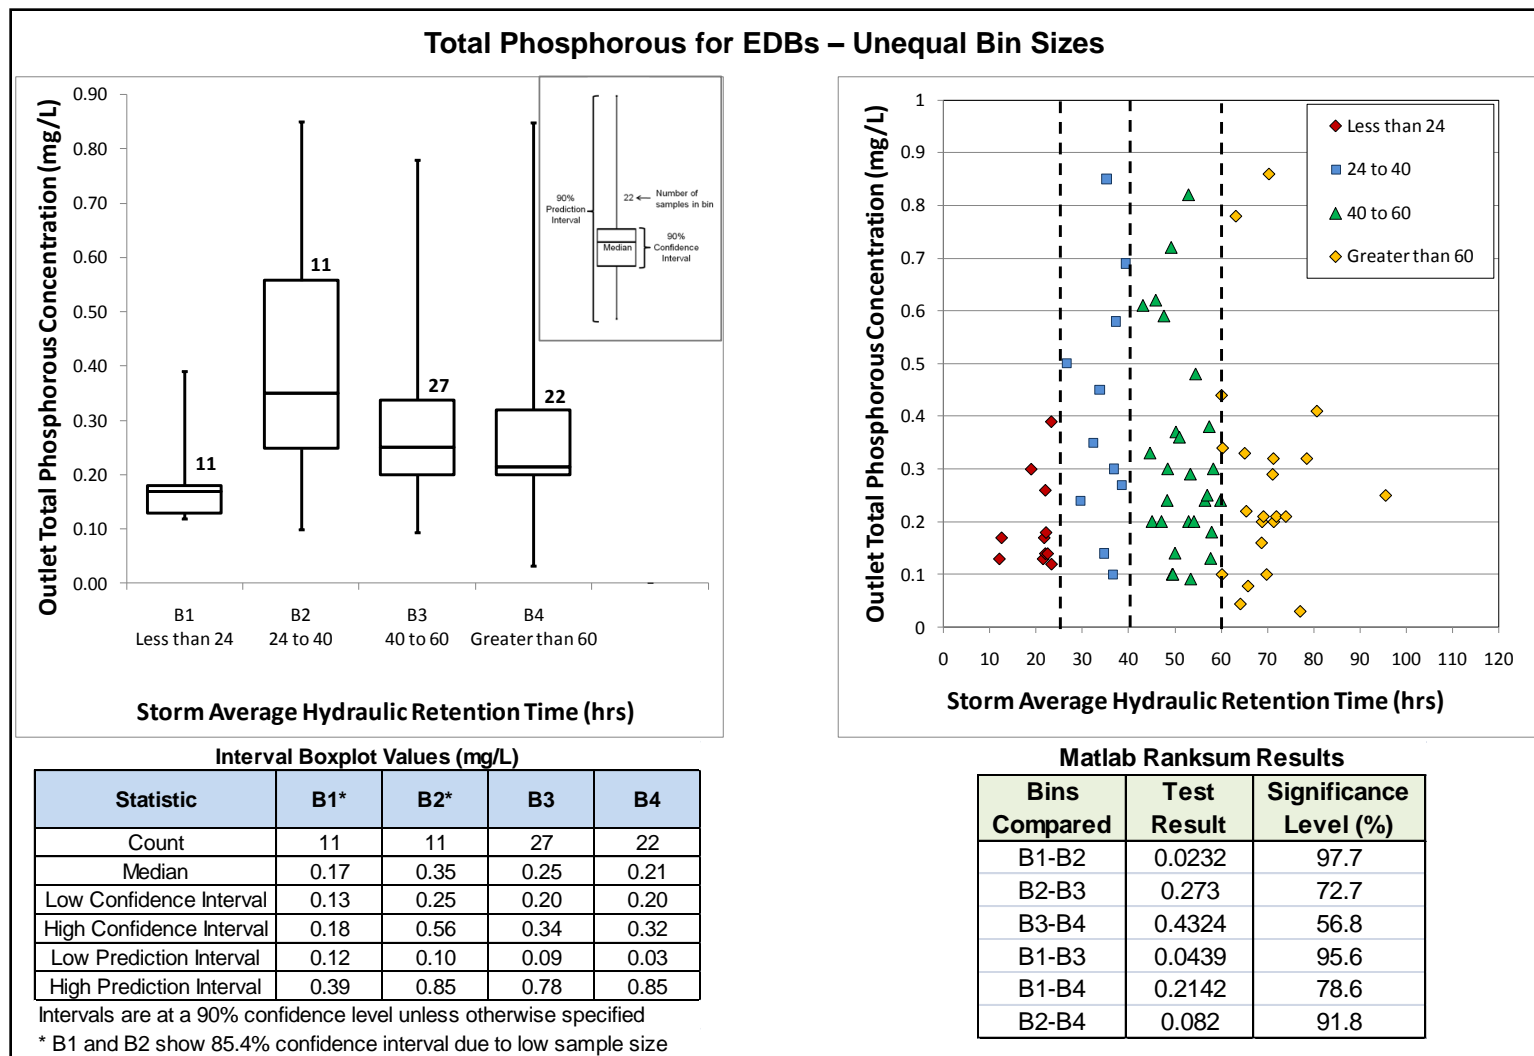 Total Phosphorous for EDBs – Unequal Bin Sizes
Outlet Total Phosphorous Concentration (mg/L)
0.90
0.80
0.70
0.60
0.50
0.40
0.30
0.20
0.10
0.00
11
11
27
22
90%
Prediction
Interval
22
Number of
samples in bin
Median
90%
Confidence
Interval
B1 B2 B3 B4
Less than 24 24 to 40 40 to 60 Greater than 60
Storm Average Hydraulic Retention Time (hrs)
Outlet Total Phosphorous Concentration (mg/L)
1
0.9
0.8
0.7
0.6
0.5
0.4
0.3
0.2
0.1
0
Less than 24
24 to 40
40 to 60
Greater than 60
0 10 20 30 40 50 60 70 80 90 100 110 120
Storm Average Hydraulic Retention Time (hrs)
Interval Boxplot Values (mg/L)
Statistic B1* B2* B3 B4
Count 11 11 27 22
Median 0.17 0.35 0.25 0.21
Low Confidence Interval 0.13 0.25 0.20 0.20
High Confidence Interval 0.18 0.56 0.34 0.32
Low Prediction Interval 0.12 0.10 0.09 0.03
High Prediction Interval 0.39 0.85 0.78 0.85
Intervals are at a 90% confidence level unless otherwise specified
* B1 and B2 show 85.4% confidence interval due to low sample size
Matlab Ranksum Results
Bins Test Significance
Compared Result Level (%)
B1-B2 0.0232 97.7
B2-B3 0.273 72.7
B3-B4 0.4324 56.8
B1-B3 0.0439 95.6
B1-B4 0.2142 78.6
B2-B4 0.082 91.8